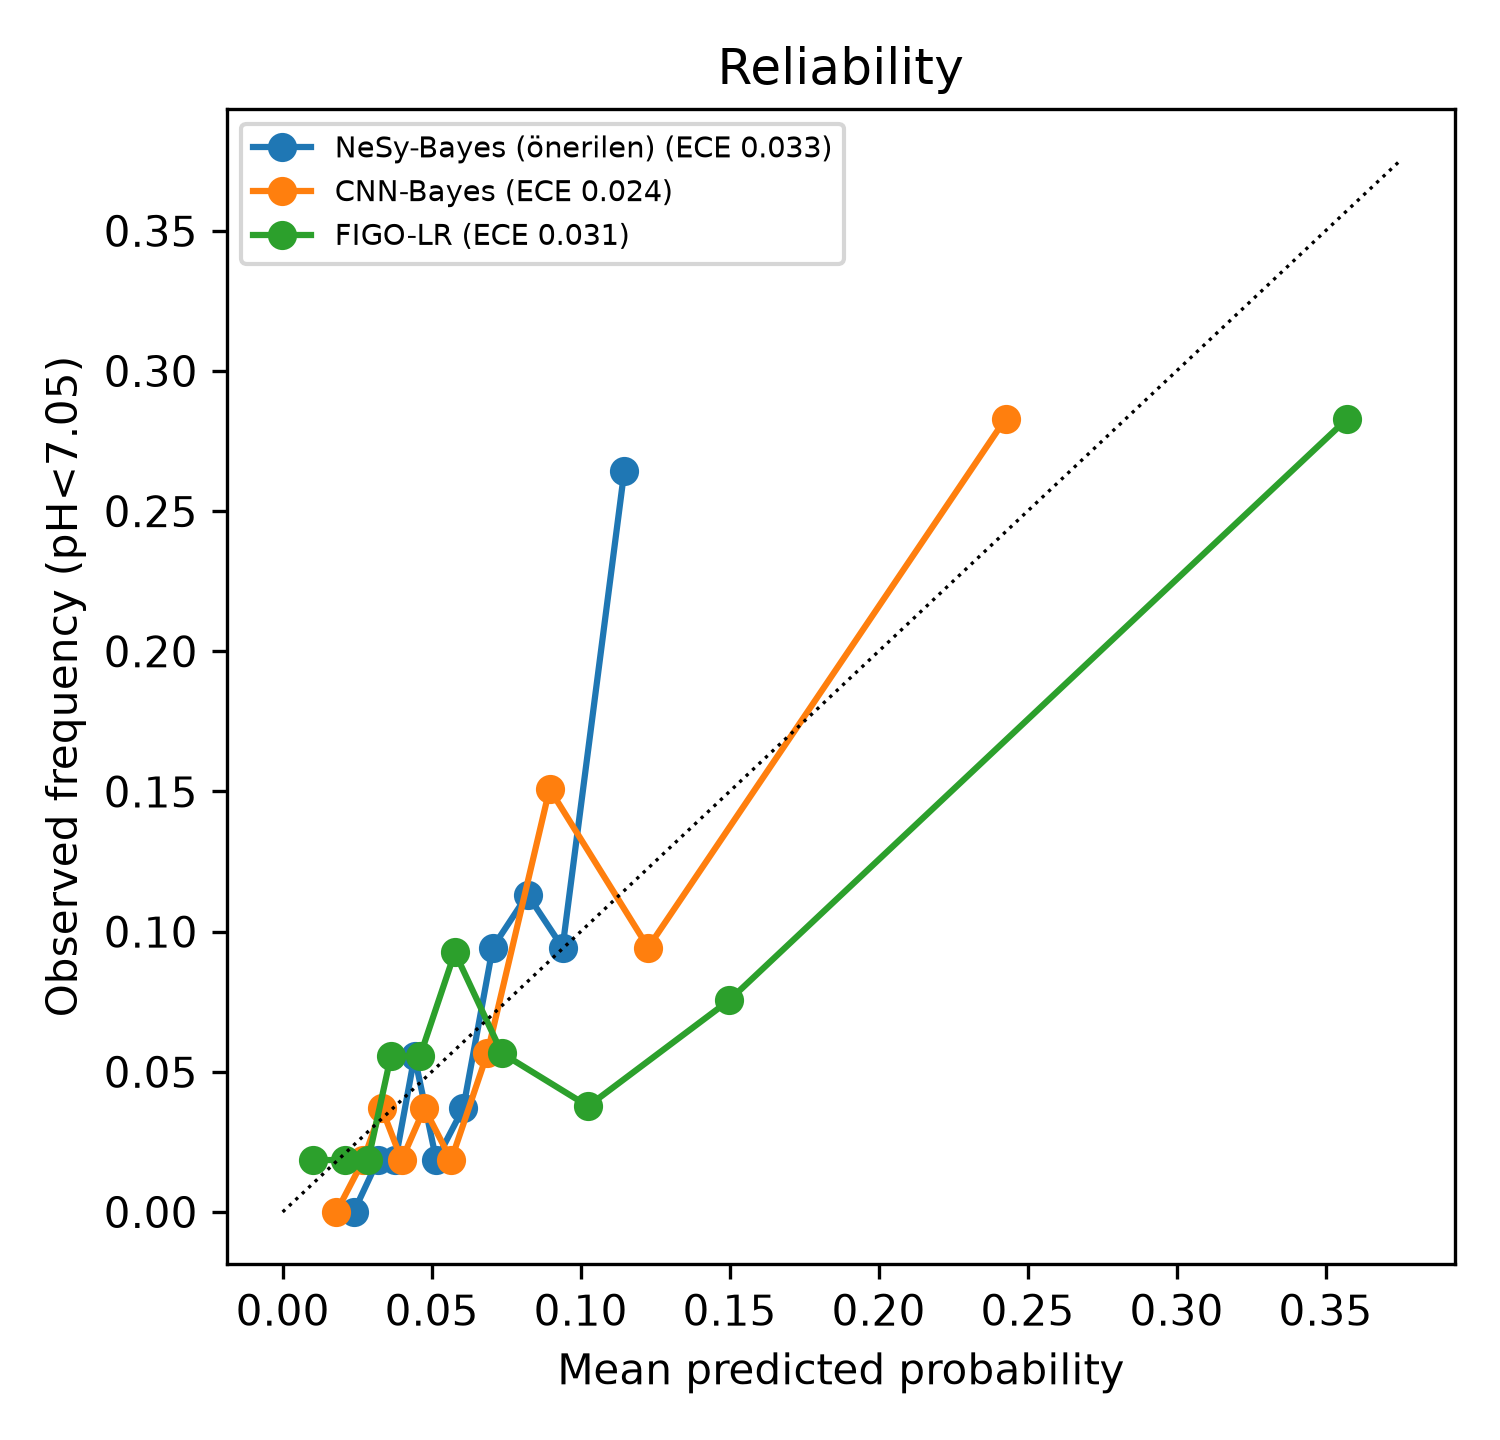 Reliability
NeSy-Bayes (önerilen) (ECE 0.033)
CNN-Bayes (ECE 0.024)
FIGO-LR (ECE 0.031)
Observed frequency (pH<7.05)
0.35
0.30
0.25
0.20
0.15
0.10
0.05
0.00
0.00 0.05 0.10 0.15 0.20 0.25 0.30 0.35
Mean predicted probability